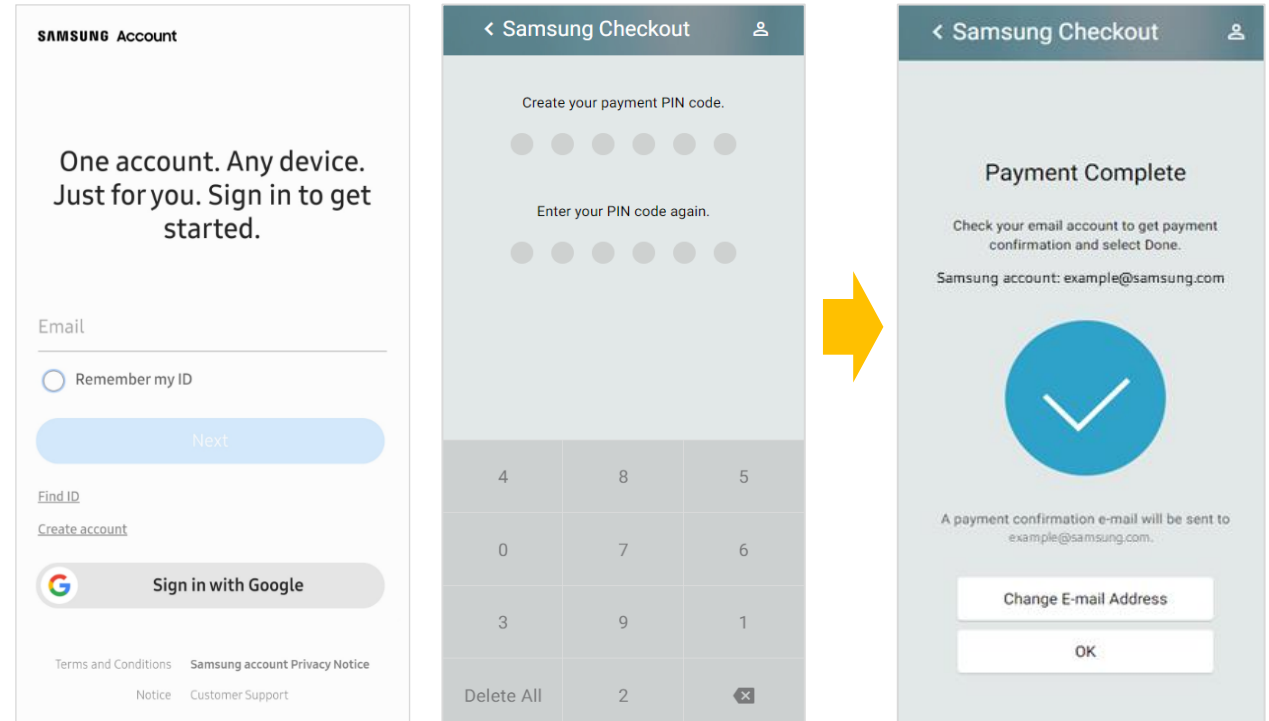 SAMSUNG Account
One account. Any device.
Just for you. Sign in to get
started.
Email
Remember my ID
Next
Find ID
Create account
G
Sign in with Google
Terms and Conditions Samsung account Privacy Notice
Notice Customer Support
< Samsung Checkout
Create your payment PIN code.
Enter your PIN code again.
4 8 5
0 7 6
3 9 1
Delete All 2
< Samsung Checkout
Payment Complete
Check your email account to get payment
confirmation and select Done.
Samsung account: example@samsung.com
A payment confirmation e-mail will be sent to
example@samsung.com.
Change E-mail Address
OK